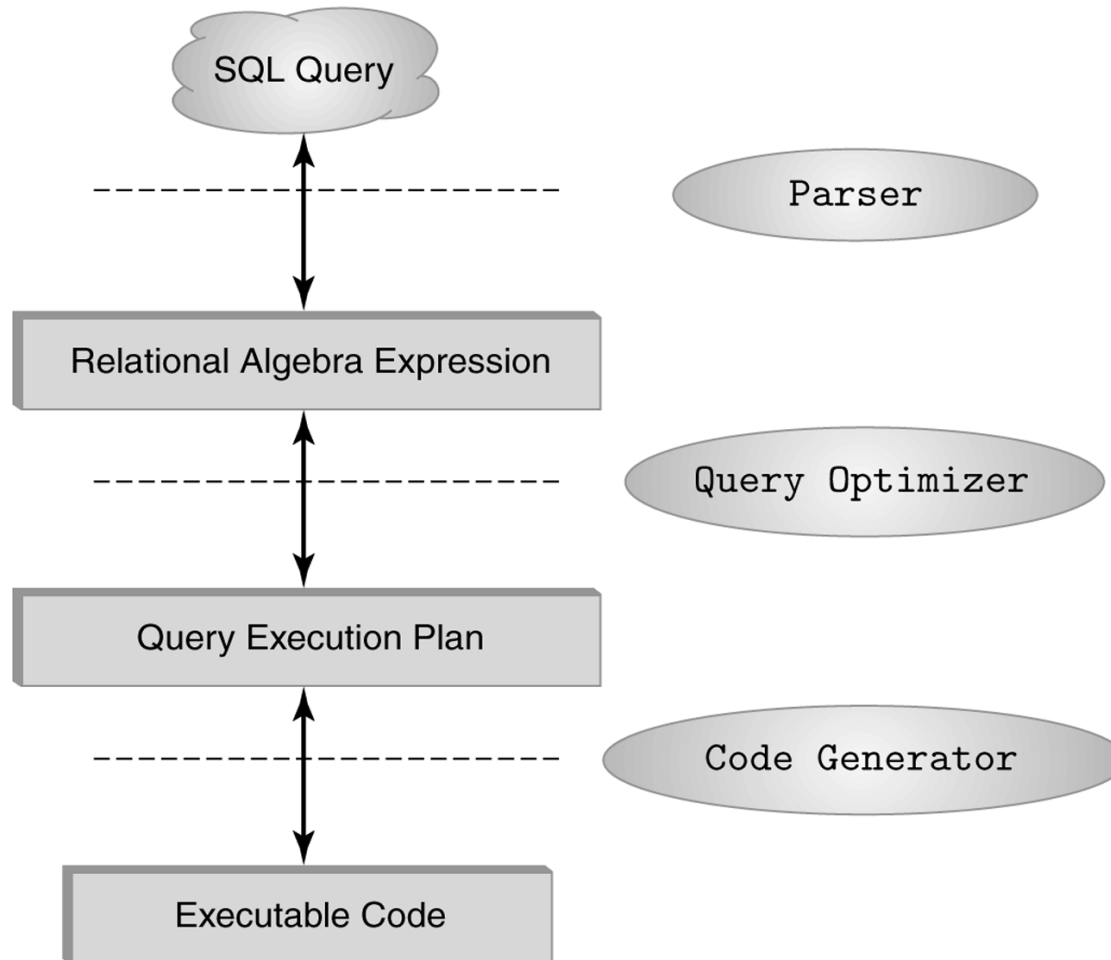 SQL Query
Parser
Relational Algebra Expression
Query Optimizer
Query Execution Plan
Code Generator
Executable Code